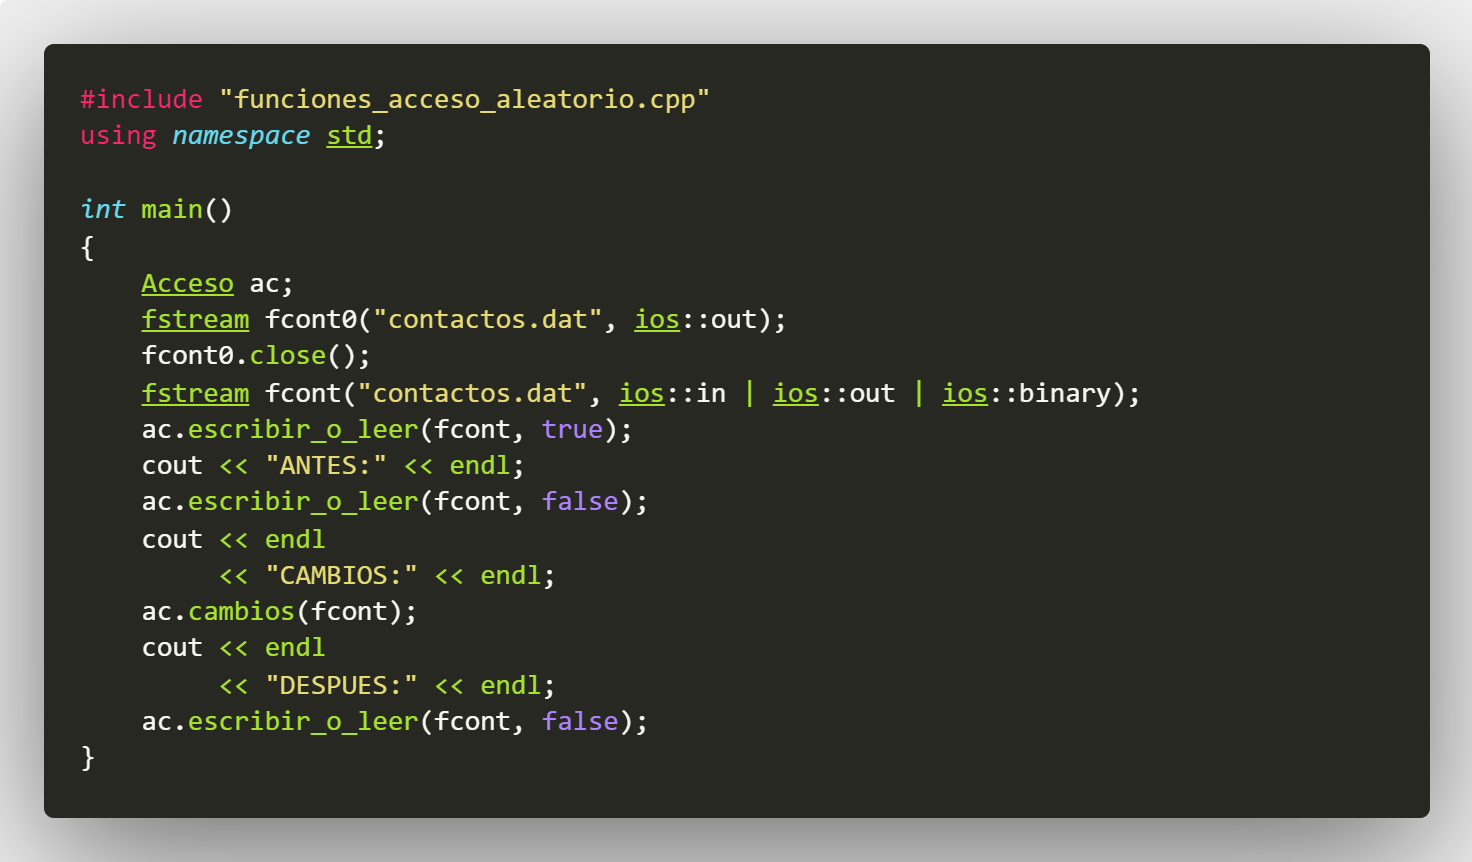 #include "funciones_acceso_aleatorio.cpp"
using namespace std;

int main()
{
    Acceso ac;
    fstream fcont0("contactos.dat", ios::out);
    fcont0.close();
    fstream fcont("contactos.dat", ios::in | ios::out | ios::binary);
    ac.escribir_o_leer(fcont, true);
    cout << "ANTES:" << endl;
    ac.escribir_o_leer(fcont, false);
    cout << endl
         << "CAMBIOS:" << endl;
    ac.cambios(fcont);
    cout << endl
         << "DESPUES:" << endl;
    ac.escribir_o_leer(fcont, false);
}